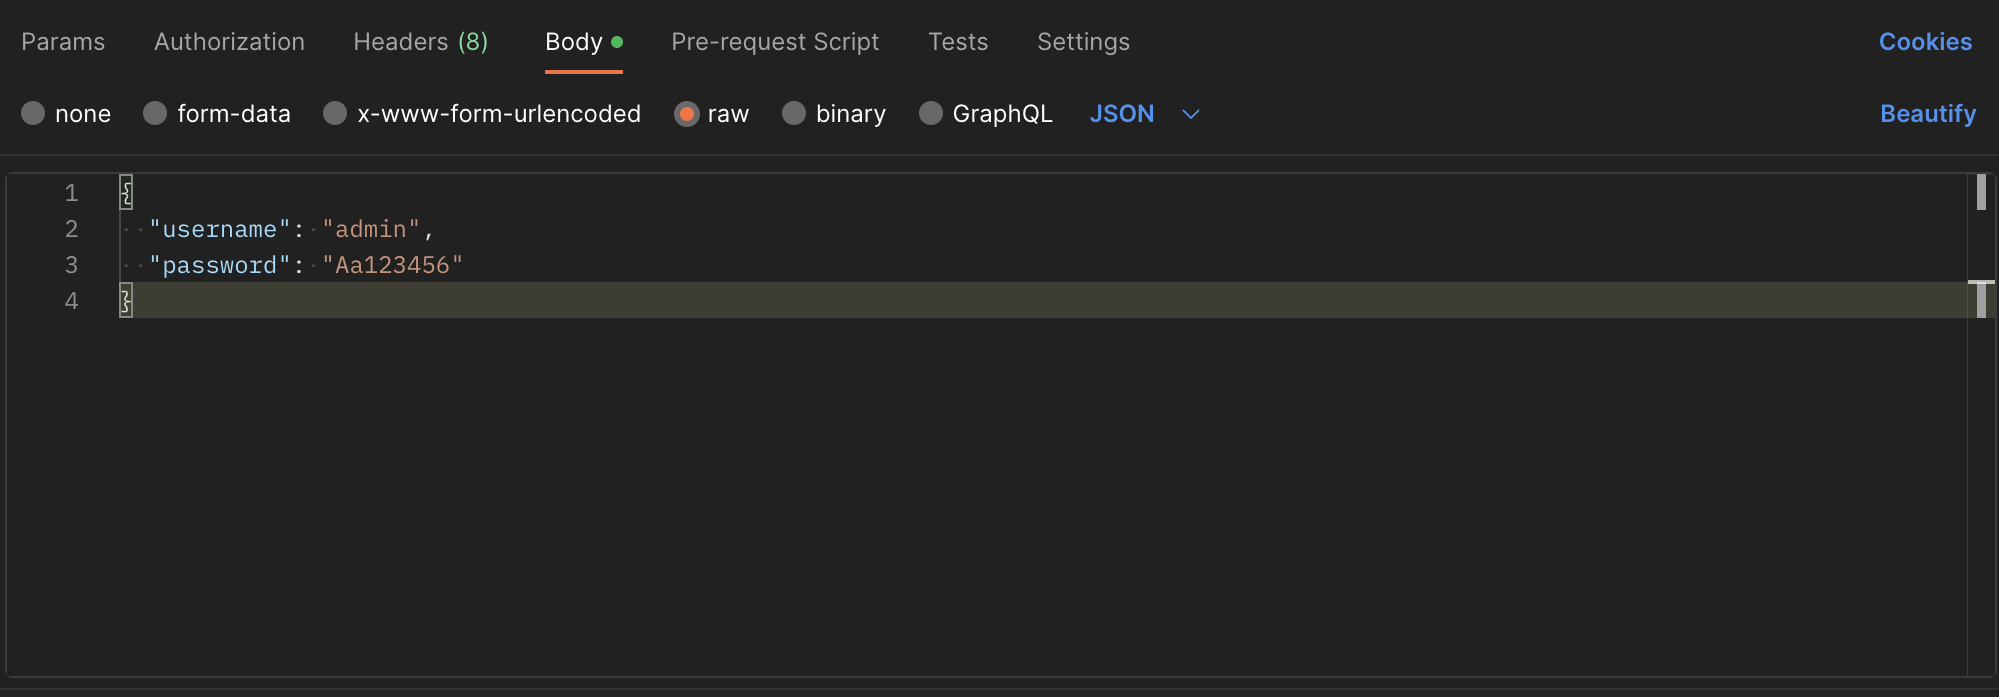 Params Authorization Headers (8) Body Pre-request Script Tests Settings Cookies
none form-data x-www-form-urlencoded raw binary GraphQL JSON Beautify
1 {
2 "username": "admin",
3 "password": "Aa123456"
4 }